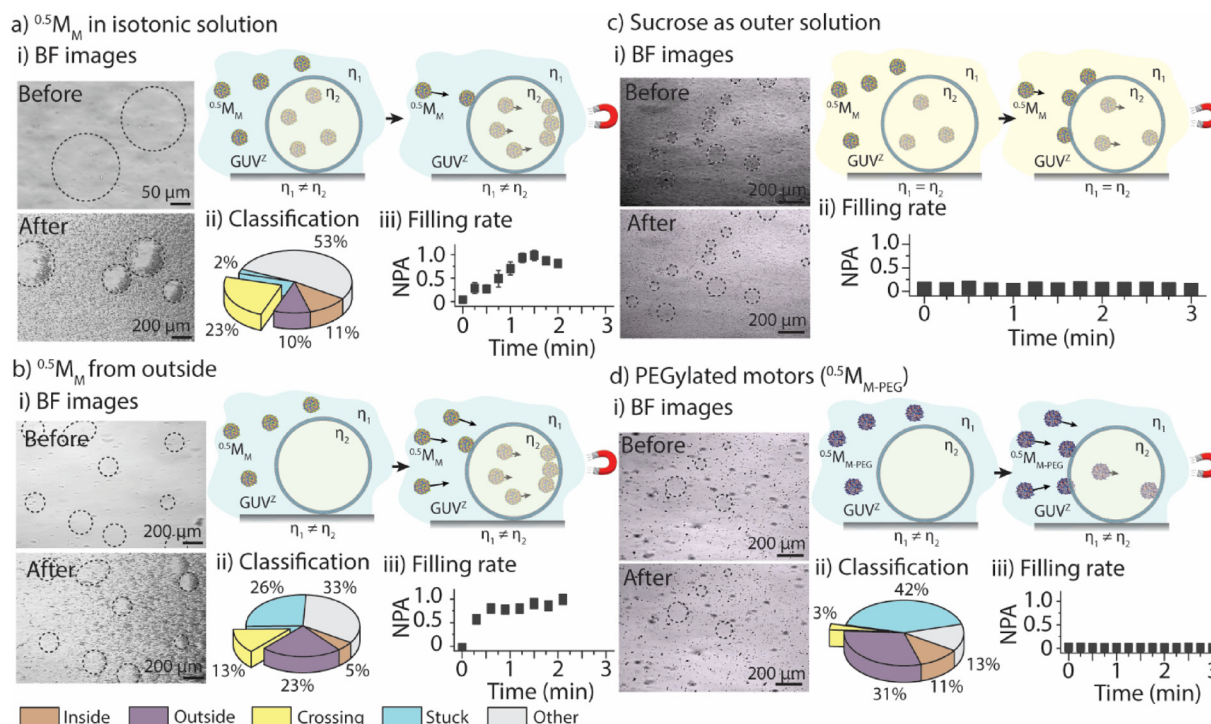 a) ⁰·⁵M_M in isotonic solution
i) BF images
Before
50 μm
After
200 μm
⁰·⁵M_M
η₁
η₂
GUVᶻ
η₁ ≠ η₂
⁰·⁵M_M
η₁
η₂
GUVᶻ
η₁ ≠ η₂
ii) Classification
53%
2%
23%
10%
11%
iii) Filling rate
NPA
1.0
0.5
0
0 1 2 3
Time (min)
b) ⁰·⁵M_M from outside
i) BF images
Before
200 μm
After
200 μm
⁰·⁵M_M
η₁
η₂
GUVᶻ
η₁ ≠ η₂
⁰·⁵M_M
η₁
η₂
GUVᶻ
η₁ ≠ η₂
ii) Classification
26%
33%
13%
23%
5%
iii) Filling rate
NPA
1.0
0.5
0
0 1 2 3
Time (min)
c) Sucrose as outer solution
i) BF images
Before
200 μm
After
200 μm
⁰·⁵M_M
η₁
η₂
GUVᶻ
η₁ = η₂
⁰·⁵M_M
η₁
η₂
GUVᶻ
η₁ = η₂
ii) Filling rate
NPA
1.0
0.5
0
0 1 2 3
Time (min)
d) PEGylated motors (⁰·⁵M_M-PEG)
i) BF images
Before
200 μm
After
200 μm
⁰·⁵M_M-PEG
η₁
η₂
GUVᶻ
η₁ ≠ η₂
⁰·⁵M_M-PEG
η₁
η₂
GUVᶻ
η₁ ≠ η₂
ii) Classification
42%
3%
31%
11%
13%
iii) Filling rate
NPA
1.0
0.5
0
0 1 2 3
Time (min)
Inside Outside Crossing Stuck Other